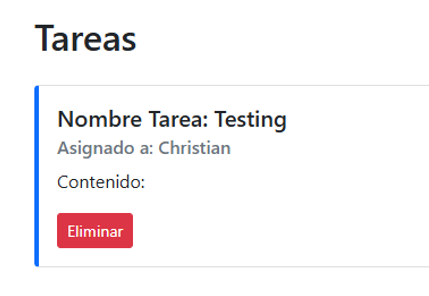 Tareas
Nombre Tarea: Testing
Asignado a: Christian
Contenido:
Eliminar